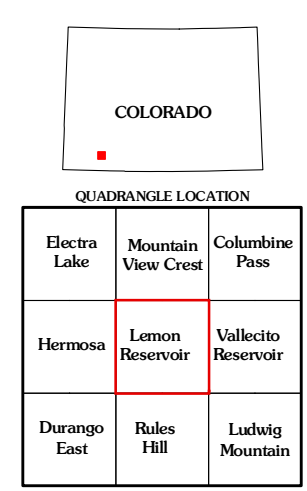 COLORADO
QUADRANGLE LOCATION
Electra
Lake
Mountain
View Crest
Columbine
Pass
Hermosa
Lemon
Reservoir
Vallecito
Reservoir
Durango
East
Rules
Hill
Ludwig
Mountain